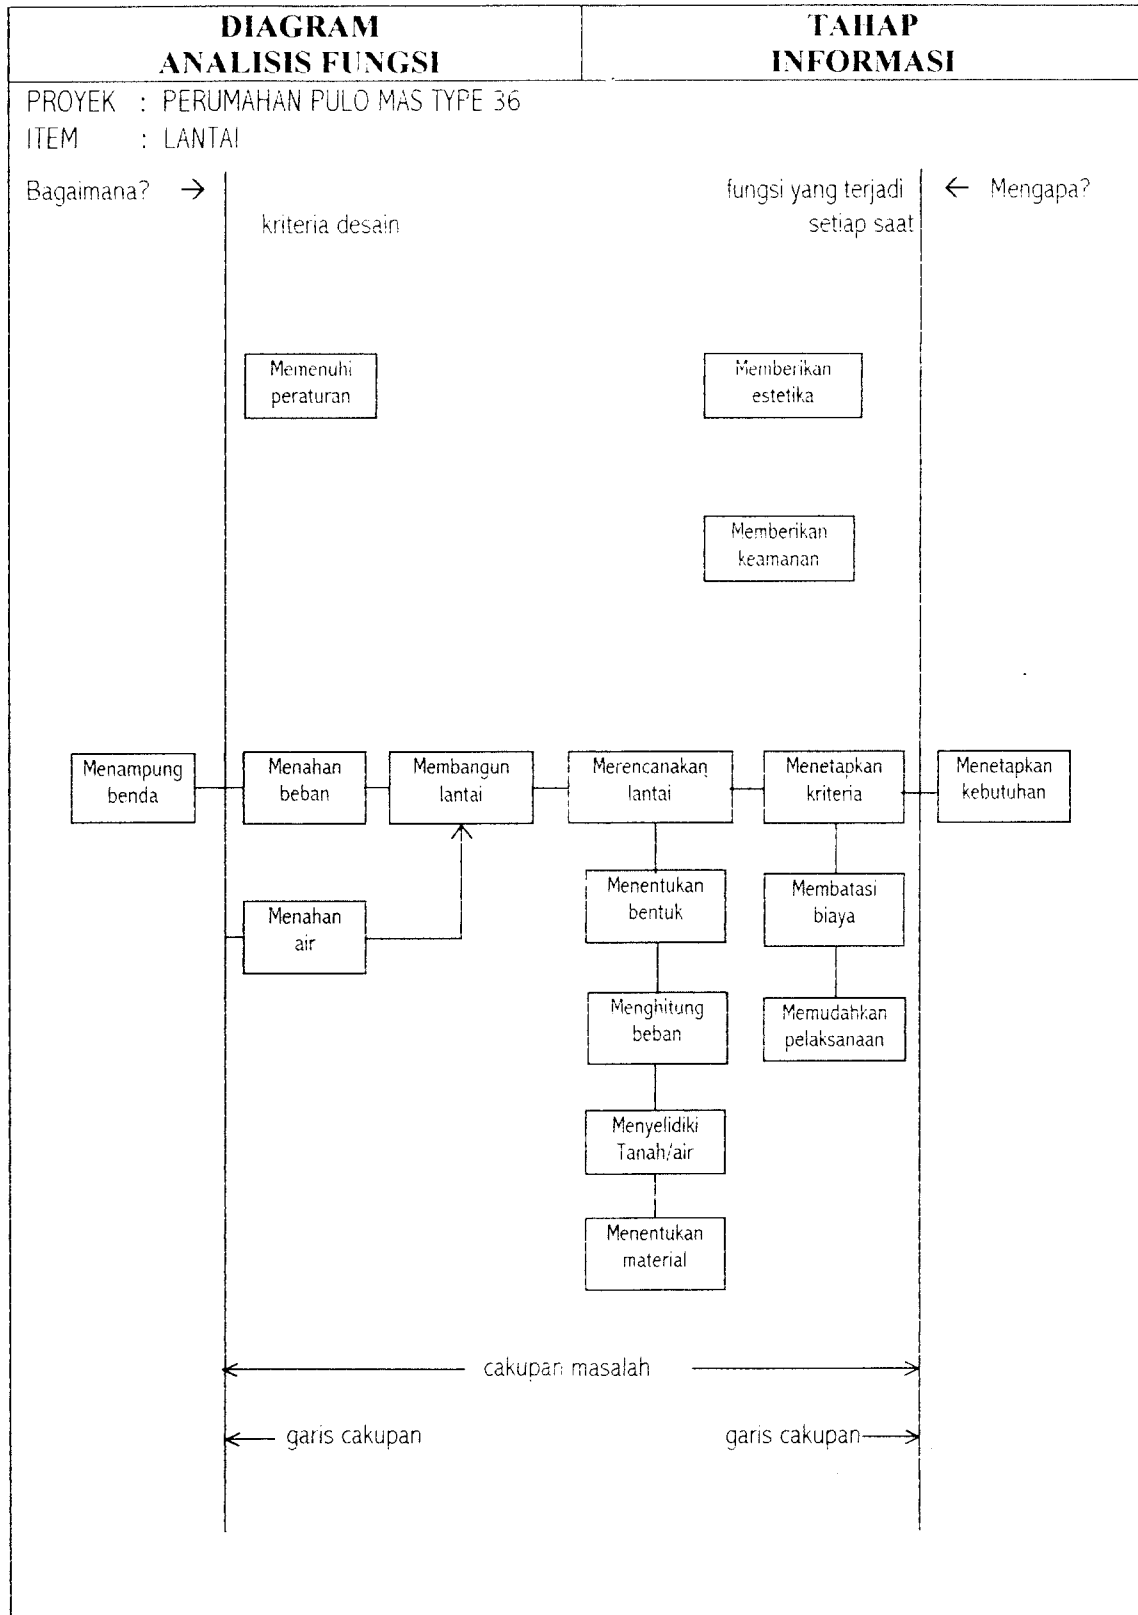 DIAGRAM
ANALISIS FUNGSI
TAHAP
INFORMASI
PROYEK : PERUMAHAN PULO MAS TYPE 36
ITEM : LANTAI
Bagaimana? →
fungsi yang terjadi
setiap saat
← Mengapa?
kriteria desain
Memenuhi
peraturan
Memberikan
estetika
Memberikan
keamanan
Menampung
benda
Menahan
beban
Membangun
lantai
Merencanakan
lantai
Menetapkan
kriteria
Menetapkan
kebutuhan
Menahan
air
Menentukan
bentuk
Membatasi
biaya
Menghitung
beban
Memudahkan
pelaksanaan
Menyelidiki
Tanah/air
Menentukan
material
cakupan masalah
garis cakupan
garis cakupan